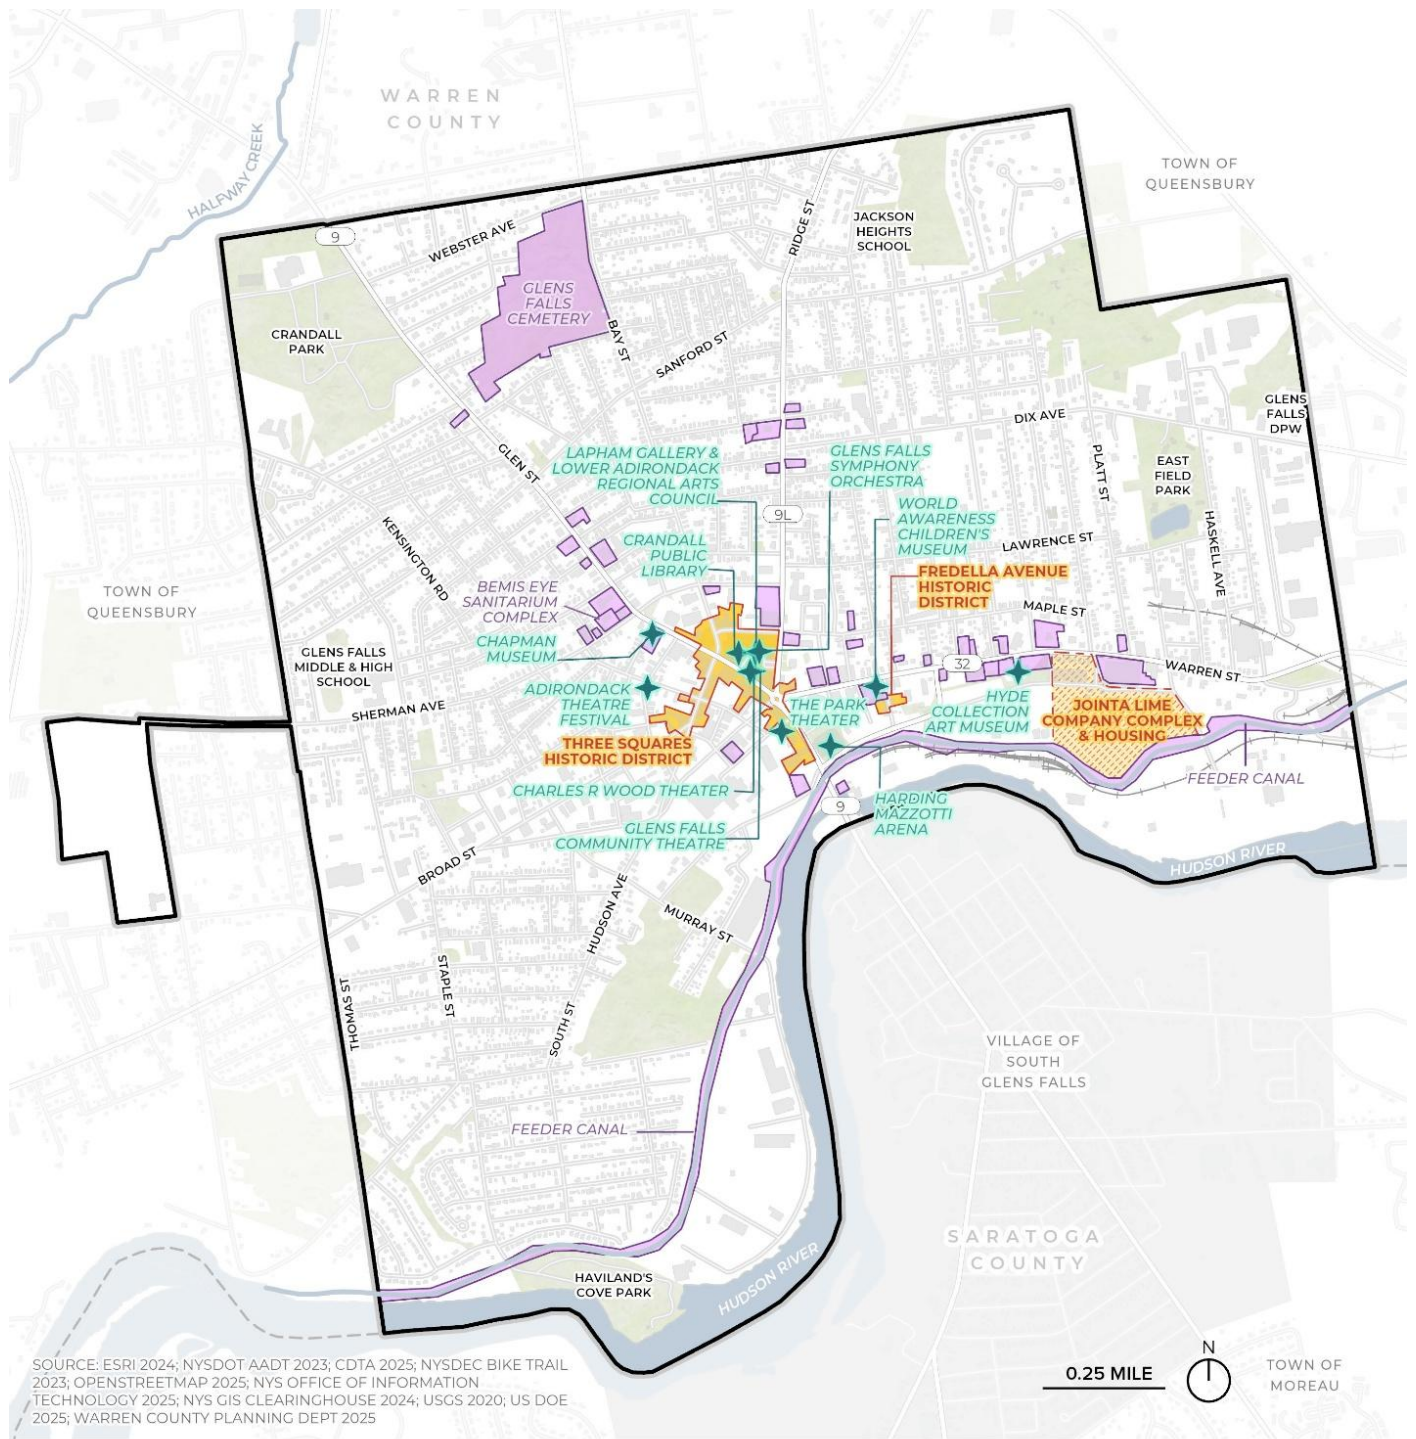 WARREN
COUNTY
HALFWAY CREEK
TOWN OF
QUEENSBURY
9
WEBSTER AVE
RIDGE ST
JACKSON
HEIGHTS
SCHOOL
GLENS
FALLS
CEMETERY
CRANDALL
PARK
BAY ST
SANFORD ST
GLENS
FALLS
DPW
DIX AVE
GLEN ST
LAPHAM GALLERY &
LOWER ADIRONDACK
REGIONAL ARTS
COUNCIL
GLENS FALLS
SYMPHONY
ORCHESTRA
PLATT ST
EAST
FIELD
PARK
9L
WORLD
AWARENESS
CHILDREN'S
MUSEUM
HASKELL AVE
KENSINGTON RD
CRANDALL
PUBLIC
LIBRARY
LAWRENCE ST
FREDELLA AVENUE
HISTORIC
DISTRICT
TOWN OF
QUEENSBURY
BEMIS EYE
SANITARIUM
COMPLEX
MAPLE ST
CHAPMAN
MUSEUM
GLENS FALLS
MIDDLE & HIGH
SCHOOL
32
WARREN ST
ADIRONDACK
THEATRE
FESTIVAL
THE PARK
THEATER
HYDE
COLLECTION
ART MUSEUM
JOINTA LIME
COMPANY COMPLEX
& HOUSING
SHERMAN AVE
THREE SQUARES
HISTORIC DISTRICT
FEEDER CANAL
CHARLES R WOOD THEATER
9
HARDING
MAZZOTTI
ARENA
GLENS FALLS
COMMUNITY THEATRE
HUDSON RIVER
BROAD ST
HUDSON AVE
MURRAY ST
STAPLE ST
THOMAS ST
SOUTH ST
VILLAGE OF
SOUTH
GLENS FALLS
FEEDER CANAL
SARATOGA
COUNTY
HAVILAND'S
COVE PARK
HUDSON RIVER
SOURCE: ESRI 2024; NYSDOT AADT 2023; CDTA 2025; NYSDEC BIKE TRAIL
2023; OPENSTREETMAP 2025; NYS OFFICE OF INFORMATION
TECHNOLOGY 2025; NYS GIS CLEARINGHOUSE 2024; USGS 2020; US DOE
2025; WARREN COUNTY PLANNING DEPT 2025
0.25 MILE
N
TOWN OF
MOREAU